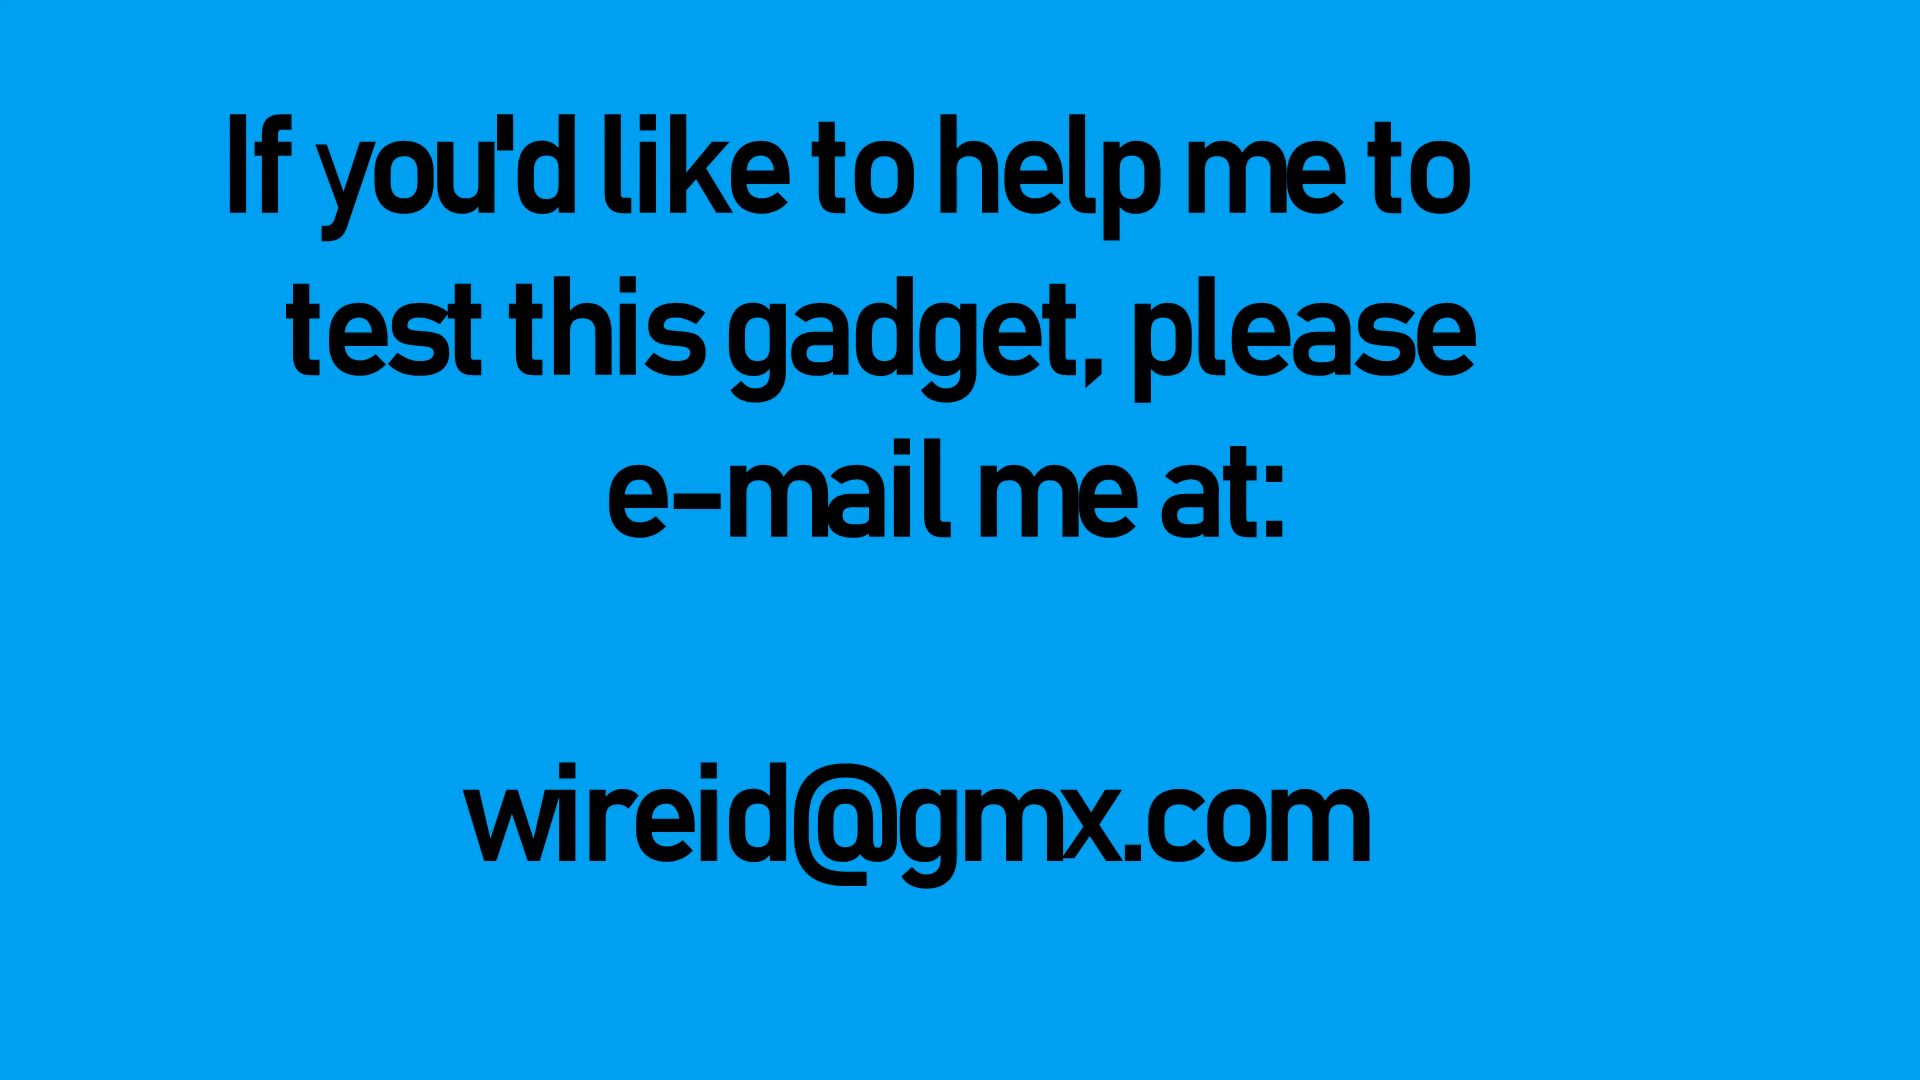 If you'd like to help me to
test this gadget, please
e-mail me at:
wireid@gmx.com